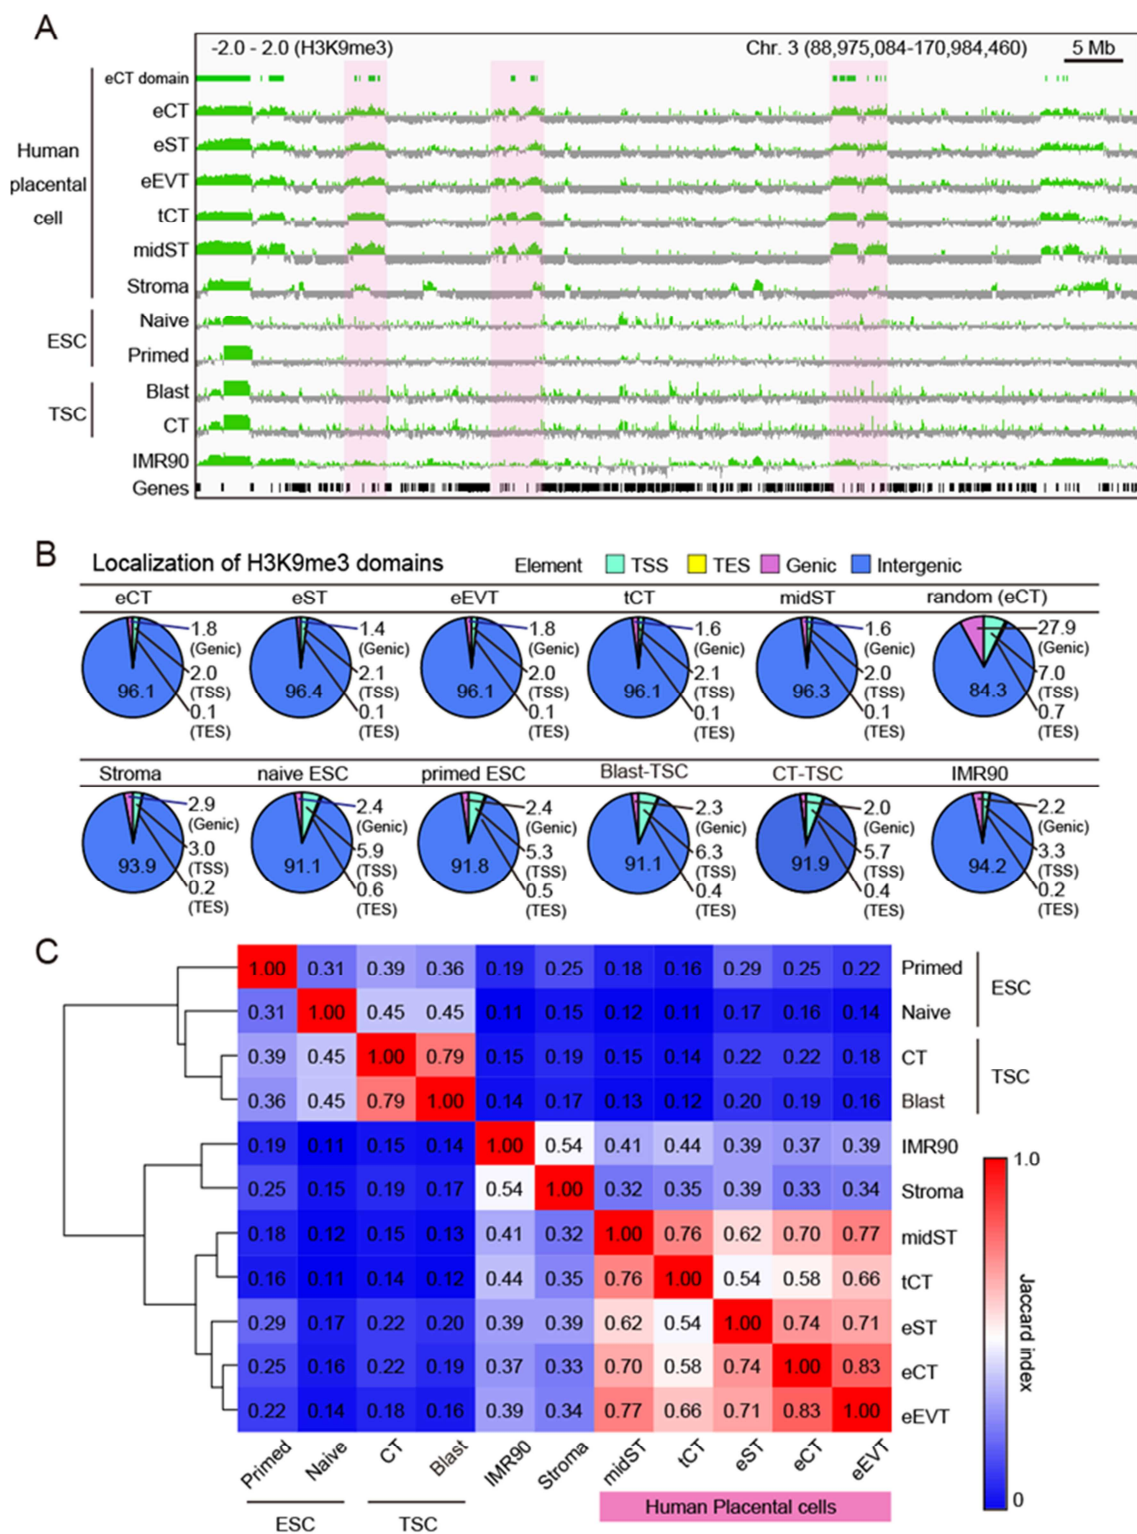 A
-2.0 - 2.0 (H3K9me3) Chr. 3 (88,975,084-170,984,460) 5 Mb
eCT domain
eCT
eST
Human
placental
cell
eEVT
tCT
midST
Stroma
ESC
Naive
Primed
TSC
Blast
CT
IMR90
Genes
B
Localization of H3K9me3 domains Element TSS TES Genic Intergenic
eCT eST eEVT tCT midST random (eCT)
96.1 1.8 (Genic) 2.0 (TSS) 0.1 (TES)
96.4 1.4 (Genic) 2.1 (TSS) 0.1 (TES)
96.1 1.8 (Genic) 2.0 (TSS) 0.1 (TES)
96.1 1.6 (Genic) 2.1 (TSS) 0.1 (TES)
96.3 1.6 (Genic) 2.0 (TSS) 0.1 (TES)
84.3 27.9 (Genic) 7.0 (TSS) 0.7 (TES)
Stroma naive ESC primed ESC Blast-TSC CT-TSC IMR90
93.9 2.9 (Genic) 3.0 (TSS) 0.2 (TES)
91.1 2.4 (Genic) 5.9 (TSS) 0.6 (TES)
91.8 2.4 (Genic) 5.3 (TSS) 0.5 (TES)
91.1 2.3 (Genic) 6.3 (TSS) 0.4 (TES)
91.9 2.0 (Genic) 5.7 (TSS) 0.4 (TES)
94.2 2.2 (Genic) 3.3 (TSS) 0.2 (TES)
C
1.00 0.31 0.39 0.36 0.19 0.25 0.18 0.16 0.29 0.25 0.22 Primed
0.31 1.00 0.45 0.45 0.11 0.15 0.12 0.11 0.17 0.16 0.14 Naive
ESC
0.39 0.45 1.00 0.79 0.15 0.19 0.15 0.14 0.22 0.22 0.18 CT
0.36 0.45 0.79 1.00 0.14 0.17 0.13 0.12 0.20 0.19 0.16 Blast
TSC
0.19 0.11 0.15 0.14 1.00 0.54 0.41 0.44 0.39 0.37 0.39 IMR90
0.25 0.15 0.19 0.17 0.54 1.00 0.32 0.35 0.39 0.33 0.34 Stroma
0.18 0.12 0.15 0.13 0.41 0.32 1.00 0.76 0.62 0.70 0.77 midST
0.16 0.11 0.14 0.12 0.44 0.35 0.76 1.00 0.54 0.58 0.66 tCT
0.29 0.17 0.22 0.20 0.39 0.39 0.62 0.54 1.00 0.74 0.71 eST
0.25 0.16 0.22 0.19 0.37 0.33 0.70 0.58 0.74 1.00 0.83 eCT
0.22 0.14 0.18 0.16 0.39 0.34 0.77 0.66 0.71 0.83 1.00 eEVT
1.0
Jaccard index
0
Primed Naive CT Blast IMR90 Stroma midST tCT eST eCT eEVT
ESC TSC Human Placental cells